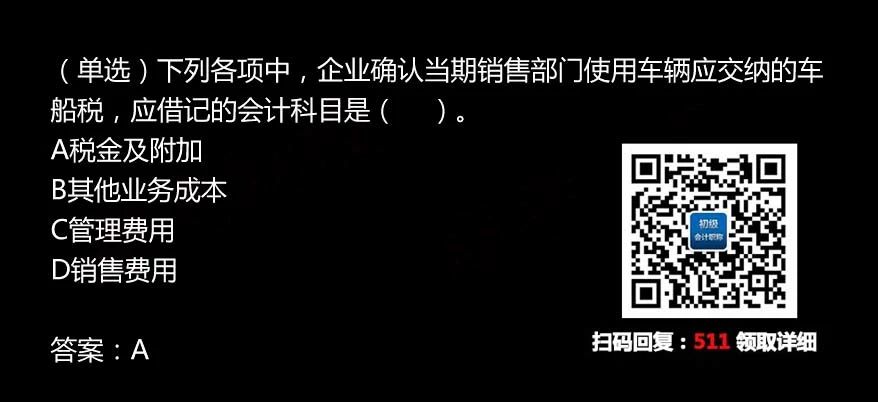 （单选）下列各项中，企业确认当期销售部门使用车辆应交纳的车
船税，应借记的会计科目是（　　）。
A税金及附加
B其他业务成本
C管理费用
D销售费用
答案：A
初级
会计职称
扫码回复：511 领取详细